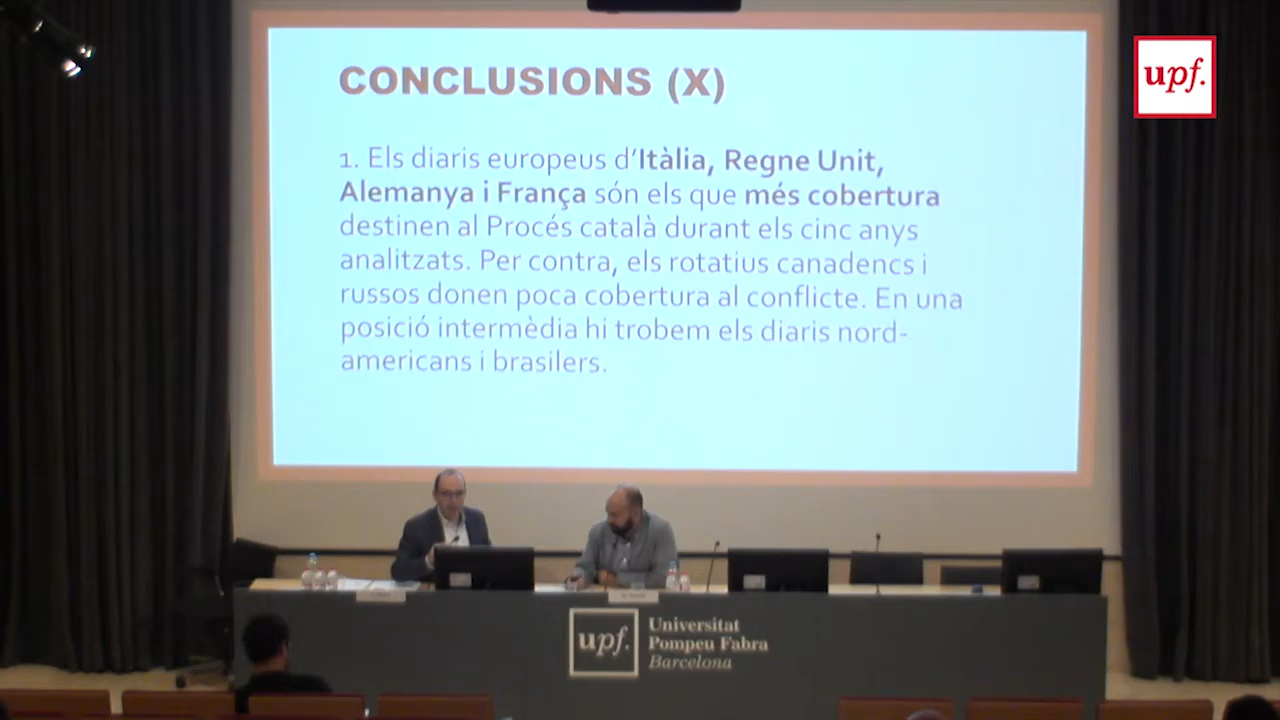 CONCLUSIONS (X)
1. Els diaris europeus d'Itàlia, Regne Unit,
Alemanya i França són els que més cobertura
destinen al Procés català durant els cinc anys
analitzats. Per contra, els rotatius canadencs i
russos donen poca cobertura al conflicte. En una
posició intermèdia hi trobem els diaris nord-
americans i brasilers.
upf.
upf.
Universitat
Pompeu Fabra
Barcelona